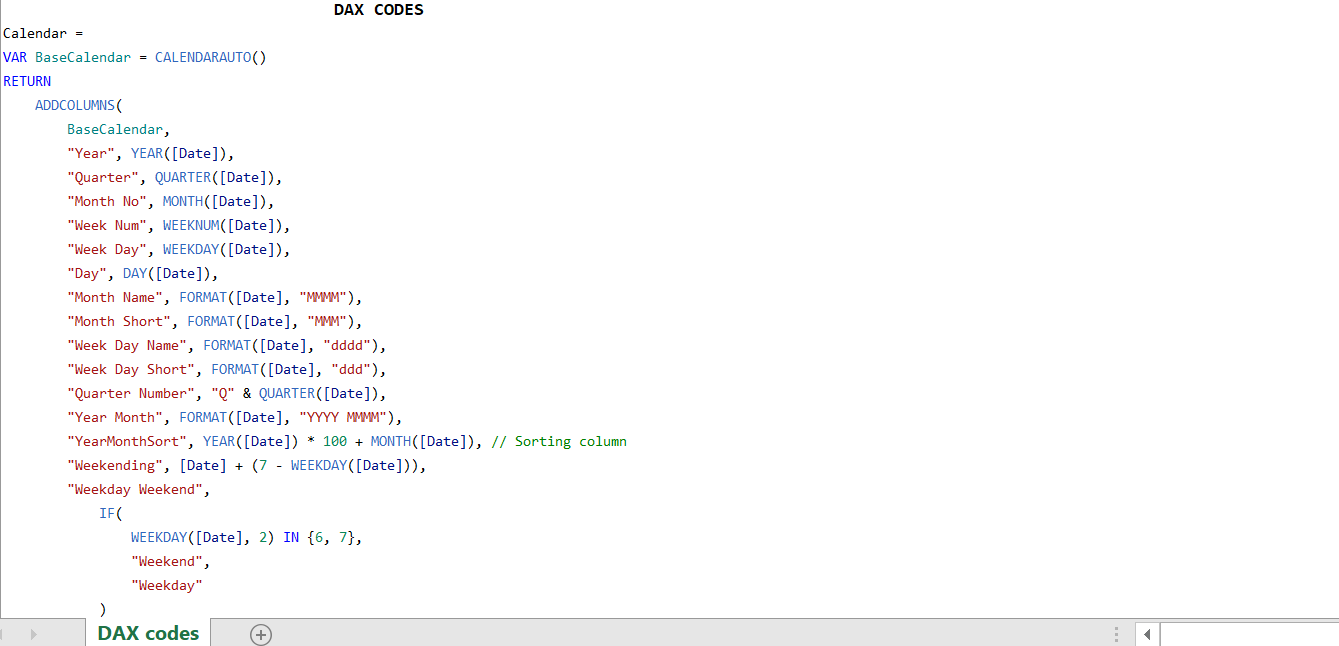 DAX CODES
Calendar =
VAR BaseCalendar = CALENDARAUTO()
RETURN
    ADDCOLUMNS(
        BaseCalendar,
        "Year", YEAR([Date]),
        "Quarter", QUARTER([Date]),
        "Month No", MONTH([Date]),
        "Week Num", WEEKNUM([Date]),
        "Week Day", WEEKDAY([Date]),
        "Day", DAY([Date]),
        "Month Name", FORMAT([Date], "MMMM"),
        "Month Short", FORMAT([Date], "MMM"),
        "Week Day Name", FORMAT([Date], "dddd"),
        "Week Day Short", FORMAT([Date], "ddd"),
        "Quarter Number", "Q" & QUARTER([Date]),
        "Year Month", FORMAT([Date], "YYYY MMMM"),
        "YearMonthSort", YEAR([Date]) * 100 + MONTH([Date]), // Sorting column
        "Weekending", [Date] + (7 - WEEKDAY([Date])),
        "Weekday Weekend",
            IF(
                WEEKDAY([Date], 2) IN {6, 7},
                "Weekend",
                "Weekday"
            )
DAX codes